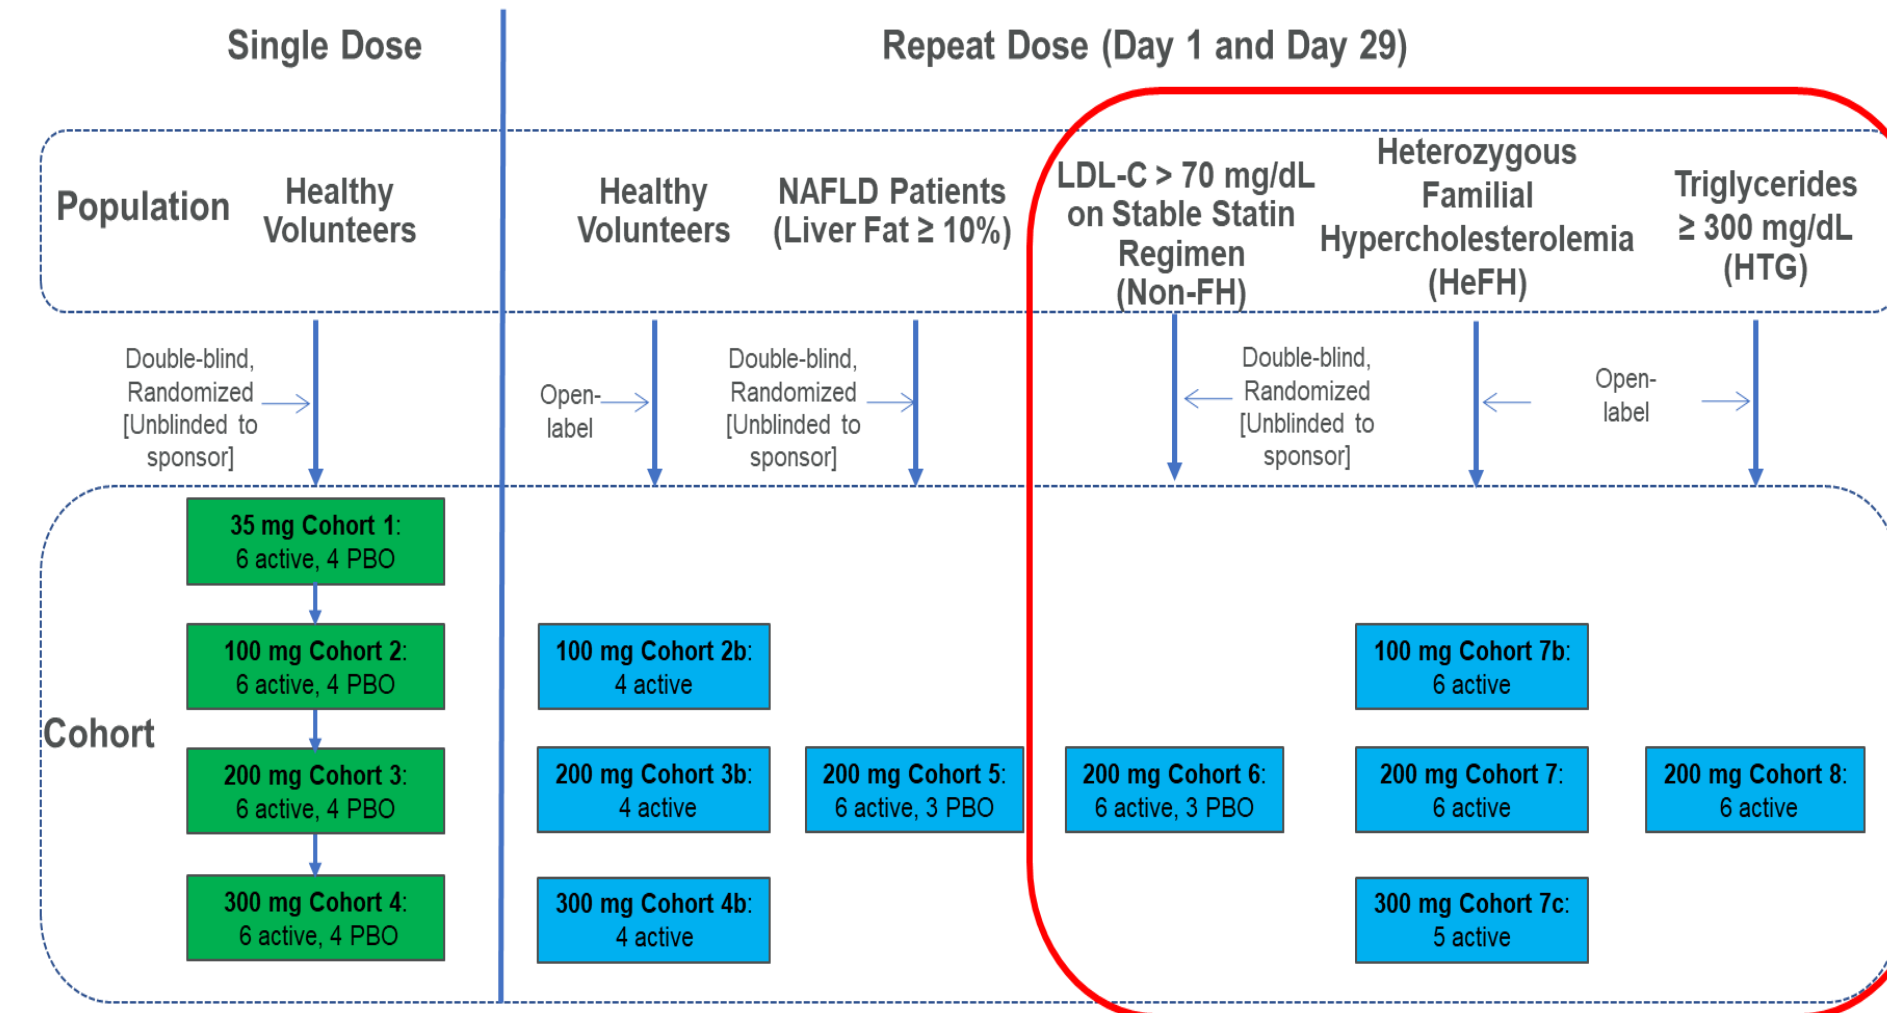 Single Dose
Repeat Dose (Day 1 and Day 29)
Population
Healthy
Volunteers
Healthy
Volunteers
NAFLD Patients
(Liver Fat ≥ 10%)
LDL-C > 70 mg/dL
on Stable Statin
Regimen
(Non-FH)
Heterozygous
Familial
Hypercholesterolemia
(HeFH)
Triglycerides
≥ 300 mg/dL
(HTG)
Double-blind,
Randomized
[Unblinded to
sponsor]
Open-
label
Double-blind,
Randomized
[Unblinded to
sponsor]
Double-blind,
Randomized
[Unblinded to
sponsor]
Open-
label
Cohort
35 mg Cohort 1:
6 active, 4 PBO
100 mg Cohort 2:
6 active, 4 PBO
100 mg Cohort 2b:
4 active
100 mg Cohort 7b:
6 active
200 mg Cohort 3:
6 active, 4 PBO
200 mg Cohort 3b:
4 active
200 mg Cohort 5:
6 active, 3 PBO
200 mg Cohort 6:
6 active, 3 PBO
200 mg Cohort 7:
6 active
200 mg Cohort 8:
6 active
300 mg Cohort 4:
6 active, 4 PBO
300 mg Cohort 4b:
4 active
300 mg Cohort 7c:
5 active